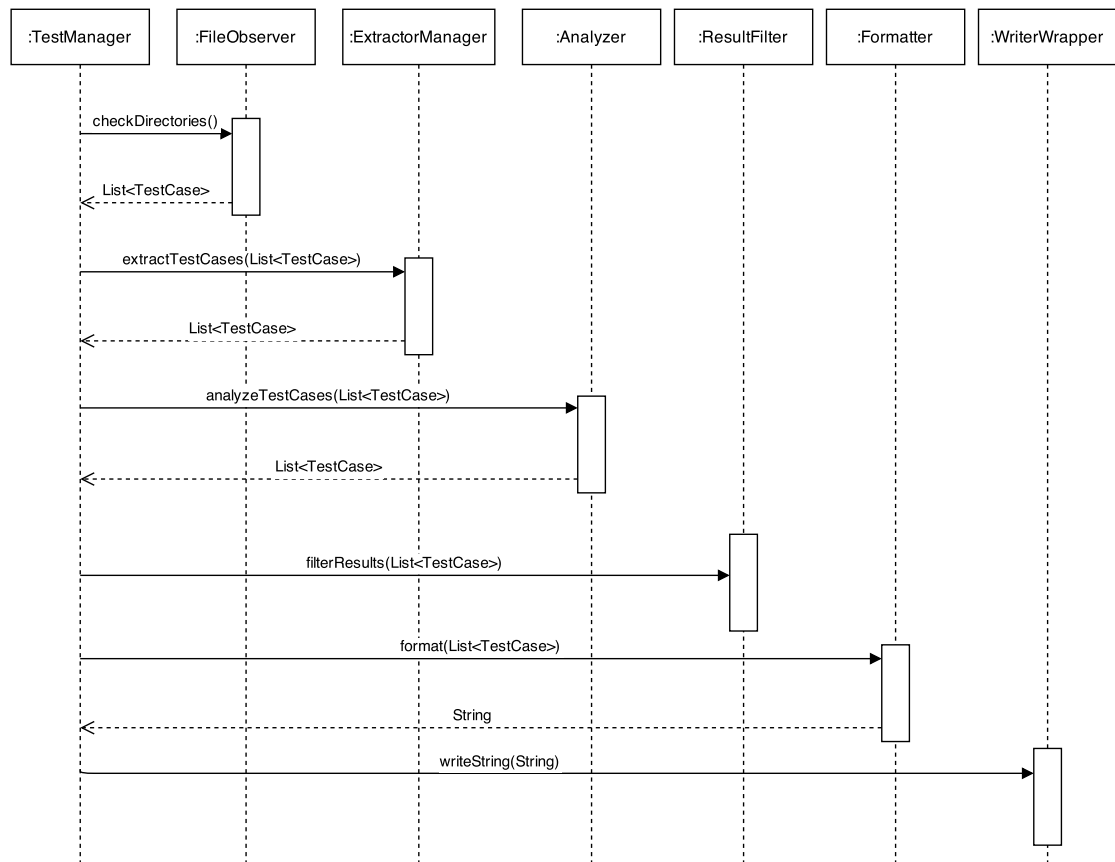 :TestManager
:FileObserver
:ExtractorManager
:Analyzer
:ResultFilter
:Formatter
:WriterWrapper
checkDirectories()
List<TestCase>
extractTestCases(List<TestCase>)
List<TestCase>
analyzeTestCases(List<TestCase>)
List<TestCase>
filterResults(List<TestCase>)
format(List<TestCase>)
String
writeString(String)